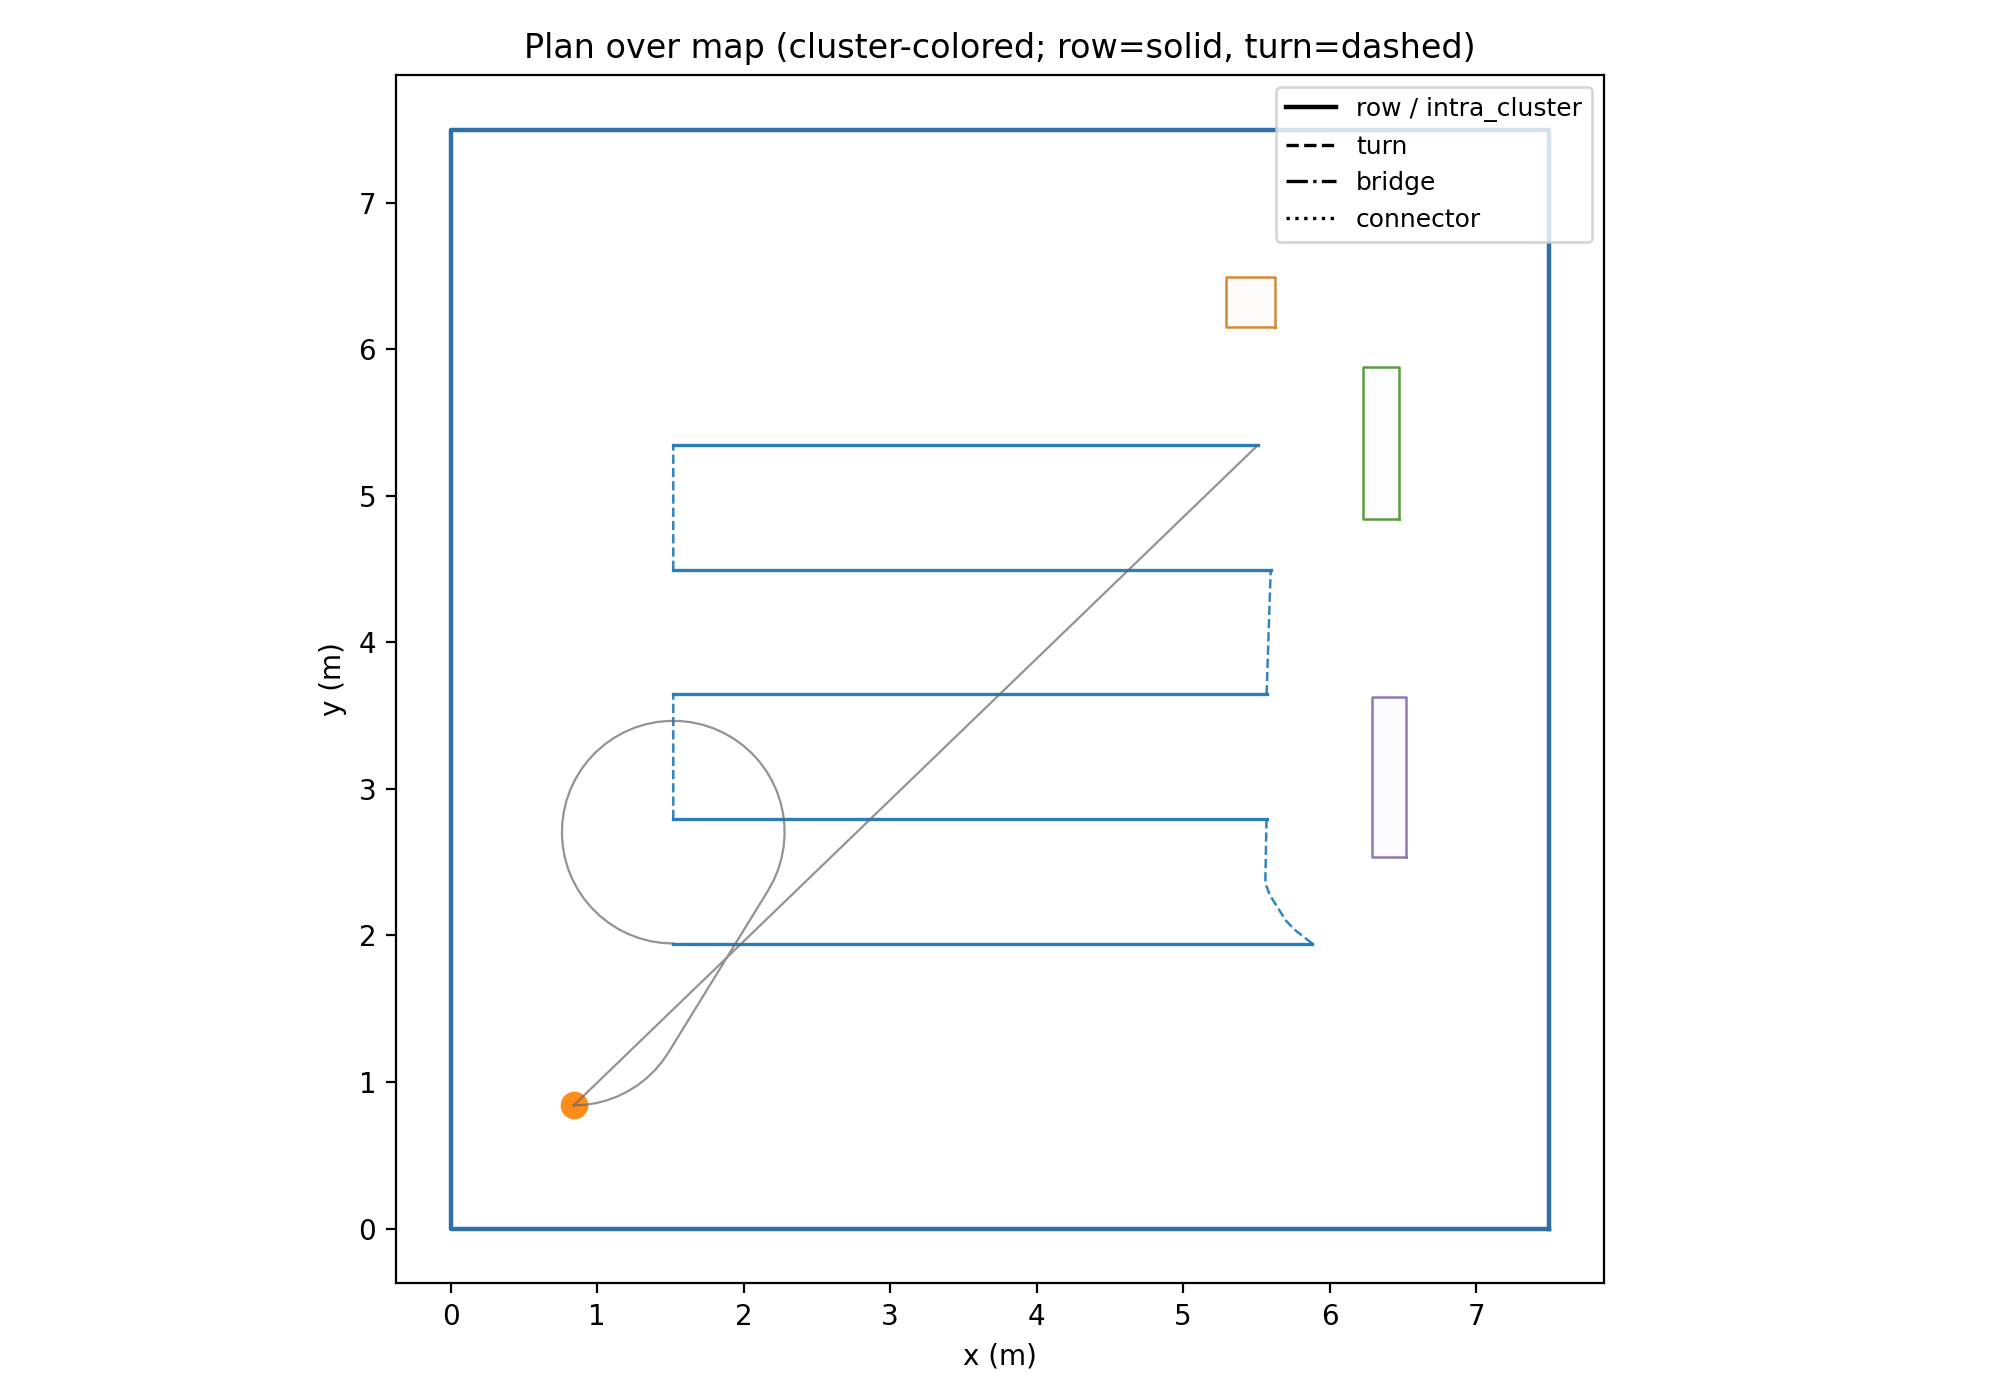 Plan over map (cluster-colored; row=solid, turn=dashed)
row / intra_cluster
turn
bridge
connector
7
6
5
4
3
2
1
0
y (m)
0 1 2 3 4 5 6 7
x (m)